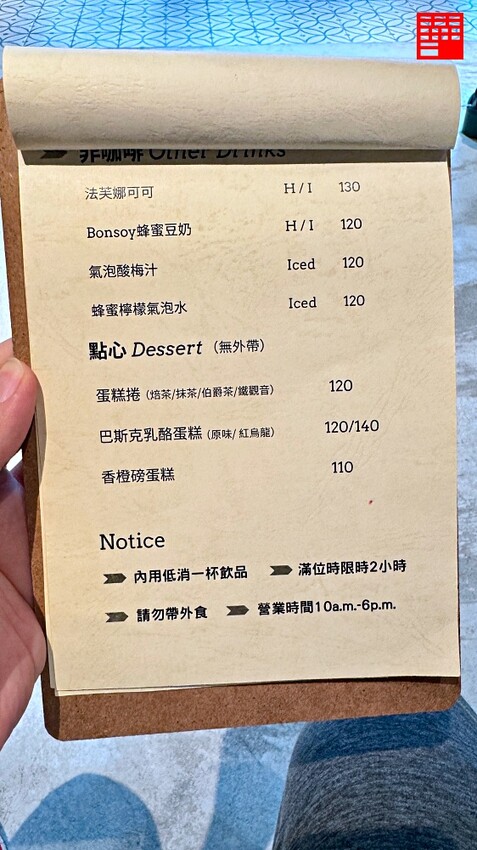 非咖啡 Other Drinks
法芙娜可可 H / I 130
Bonsoy蜂蜜豆奶 H / I 120
氣泡酸梅汁 Iced 120
蜂蜜檸檬氣泡水 Iced 120
點心 Dessert （無外帶）
蛋糕捲（焙茶/抹茶/伯爵茶/鐵觀音） 120
巴斯克乳酪蛋糕（原味/ 紅烏龍） 120/140
香橙磅蛋糕 110
Notice
內用低消一杯飲品 滿位時限時2小時
請勿帶外食 營業時間10a.m.-6p.m.